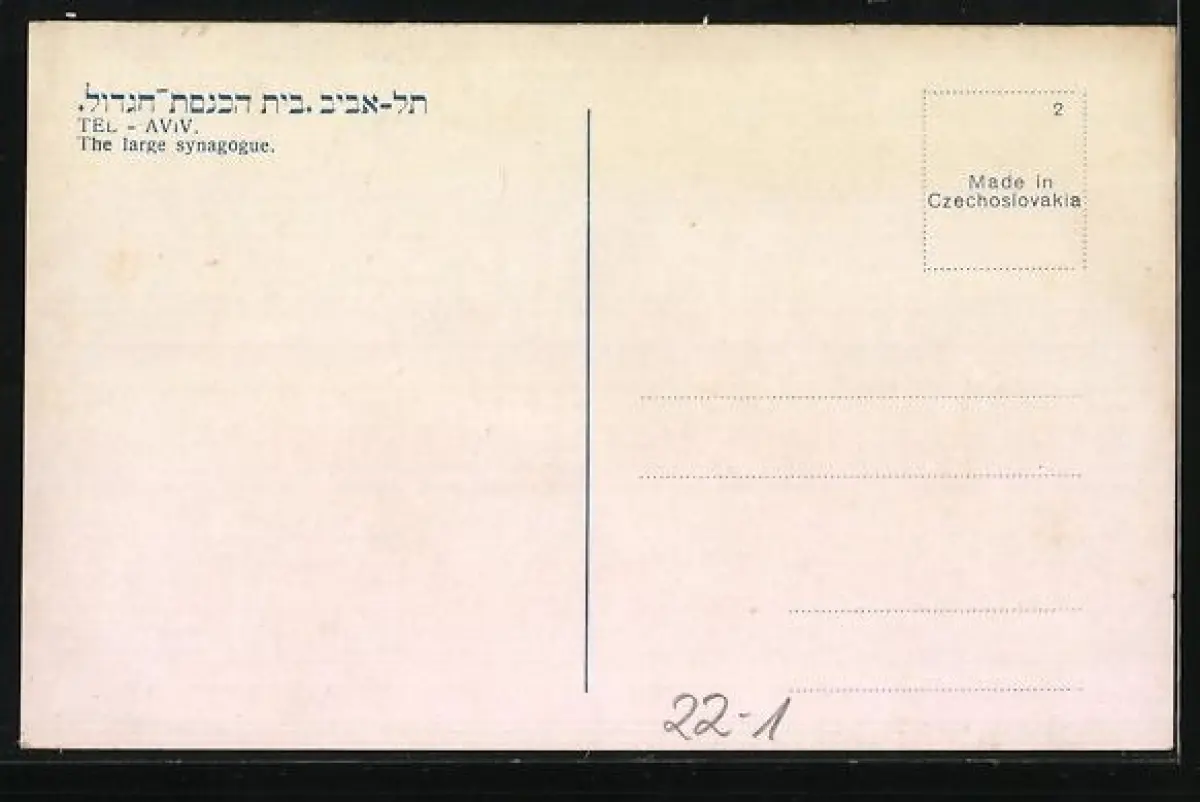 תל-אביב. בית הכנסת-הגדול.
TEL - AVIV.
The large synagogue.
2
Made in
Czechoslovakia
22-1